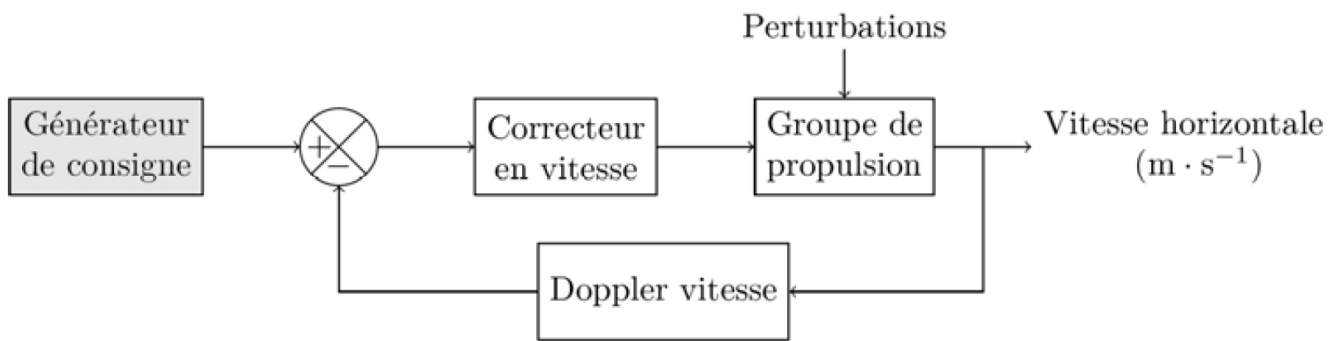 Perturbations
Générateur
de consigne
+
−
Correcteur
en vitesse
Groupe de
propulsion
Vitesse horizontale
(m · s⁻¹)
Doppler vitesse